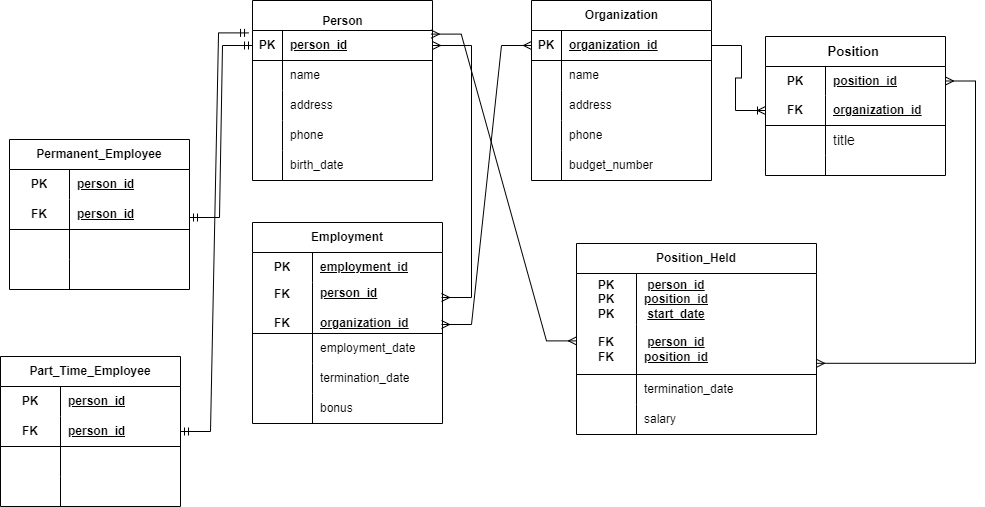 Person
PK person_id
name
address
phone
birth_date
Organization
PK organization_id
name
address
phone
budget_number
Position
PK position_id
FK organization_id
title
Permanent_Employee
PK person_id
FK person_id
Employment
PK employment_id
FK person_id
FK organization_id
employment_date
termination_date
bonus
Position_Held
PK person_id
PK position_id
PK start_date
FK person_id
FK position_id
termination_date
salary
Part_Time_Employee
PK person_id
FK person_id